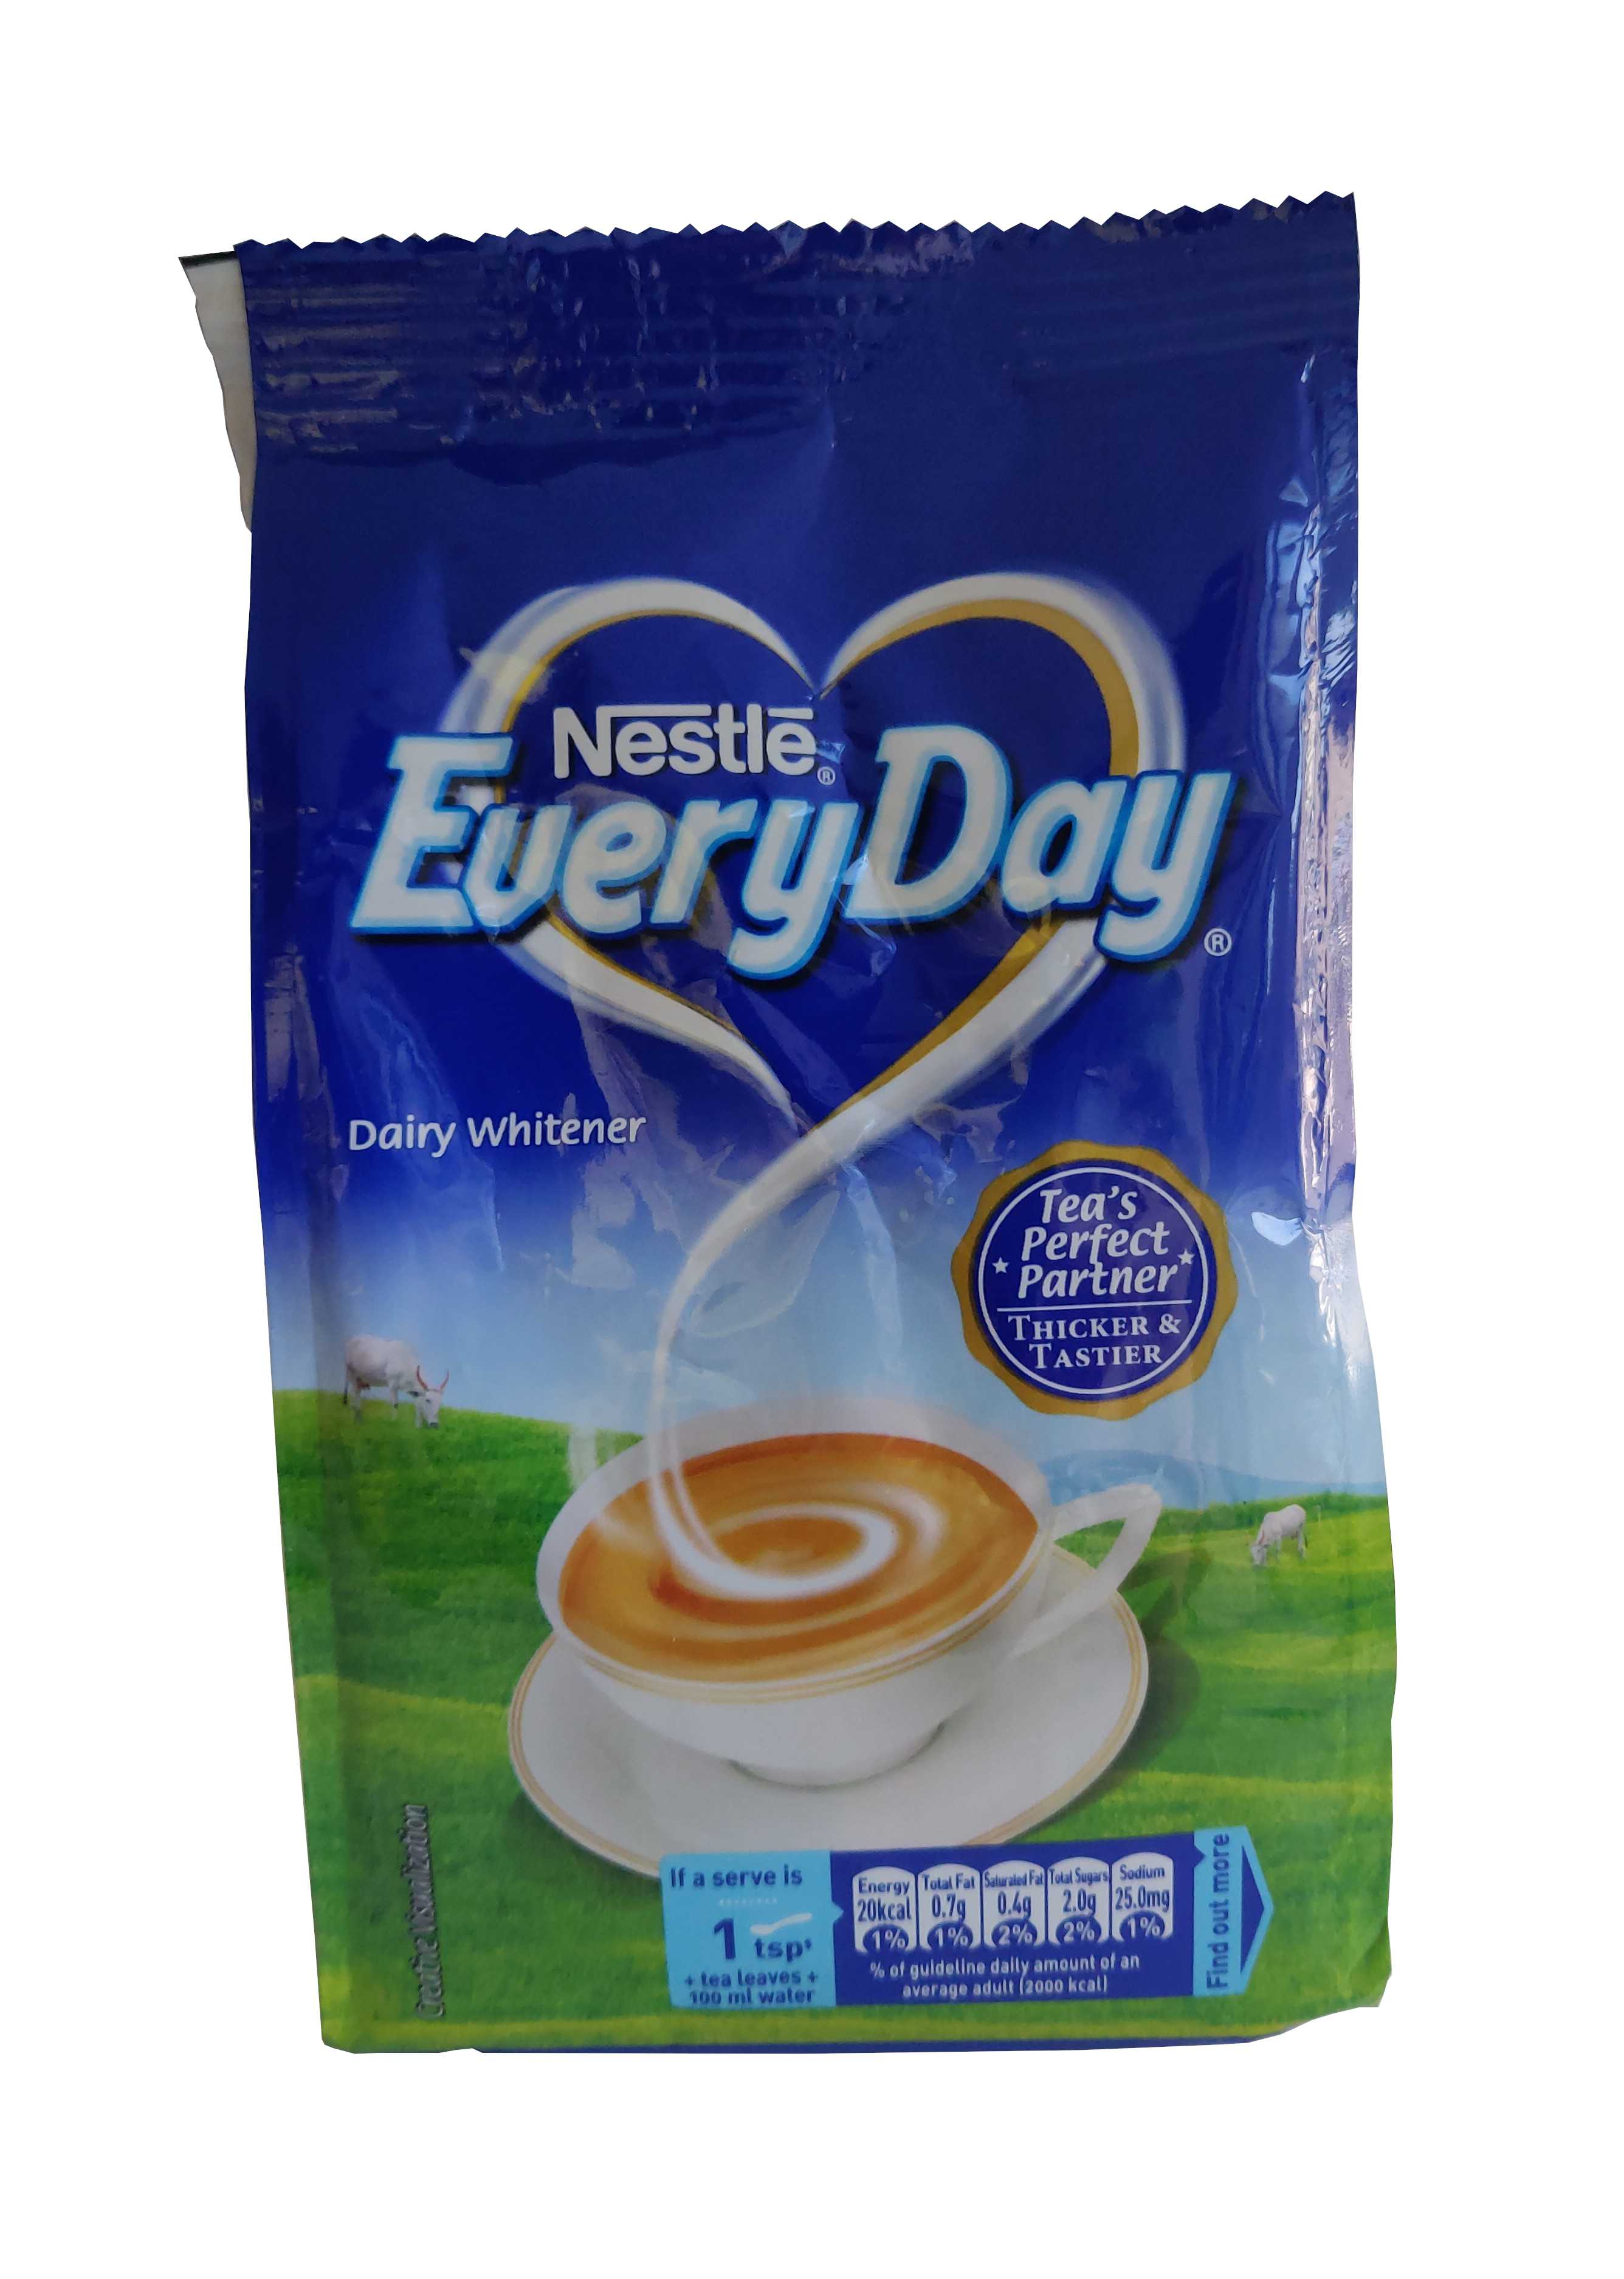 Nestlē®
EveryDay®
Dairy Whitener
Tea's
Perfect
Partner
THICKER &
TASTIER
Creative Visualization
If a serve is
1 tsp*
+ tea leaves +
100 ml water
Energy Total Fat Saturated Fat Total Sugars Sodium
20kcal 0.7g 0.4g 2.0g 25.0mg
1% 1% 2% 2% 1%
% of guideline daily amount of an
average adult (2000 kcal)
Find out more